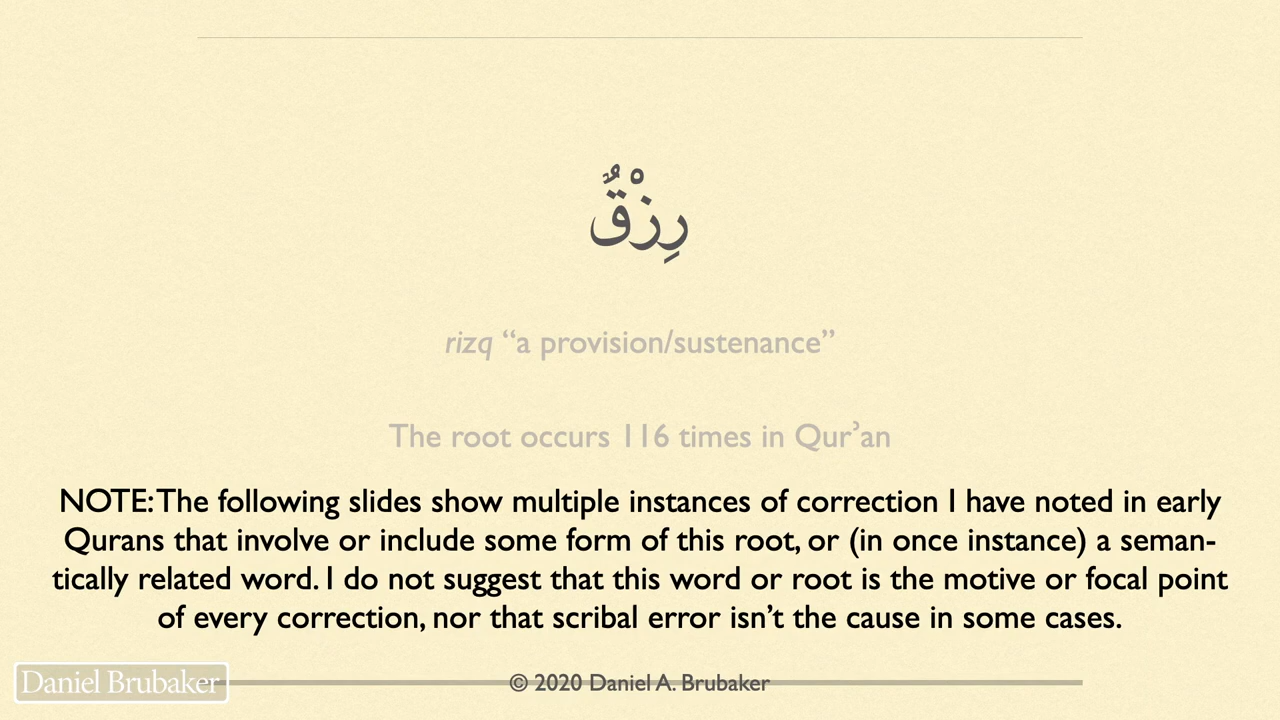 رِزْقٌ
rizq “a provision/sustenance”
The root occurs 116 times in Qurʾan
NOTE: The following slides show multiple instances of correction I have noted in early
Qurans that involve or include some form of this root, or (in once instance) a seman-
tically related word. I do not suggest that this word or root is the motive or focal point
of every correction, nor that scribal error isn’t the cause in some cases.
Daniel Brubaker
© 2020 Daniel A. Brubaker